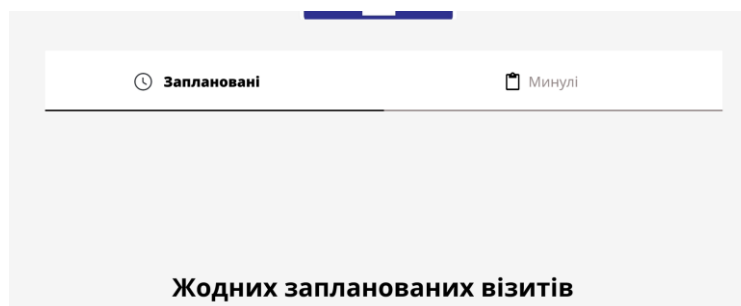 Заплановані
Минулі
Жодних запланованих візитів